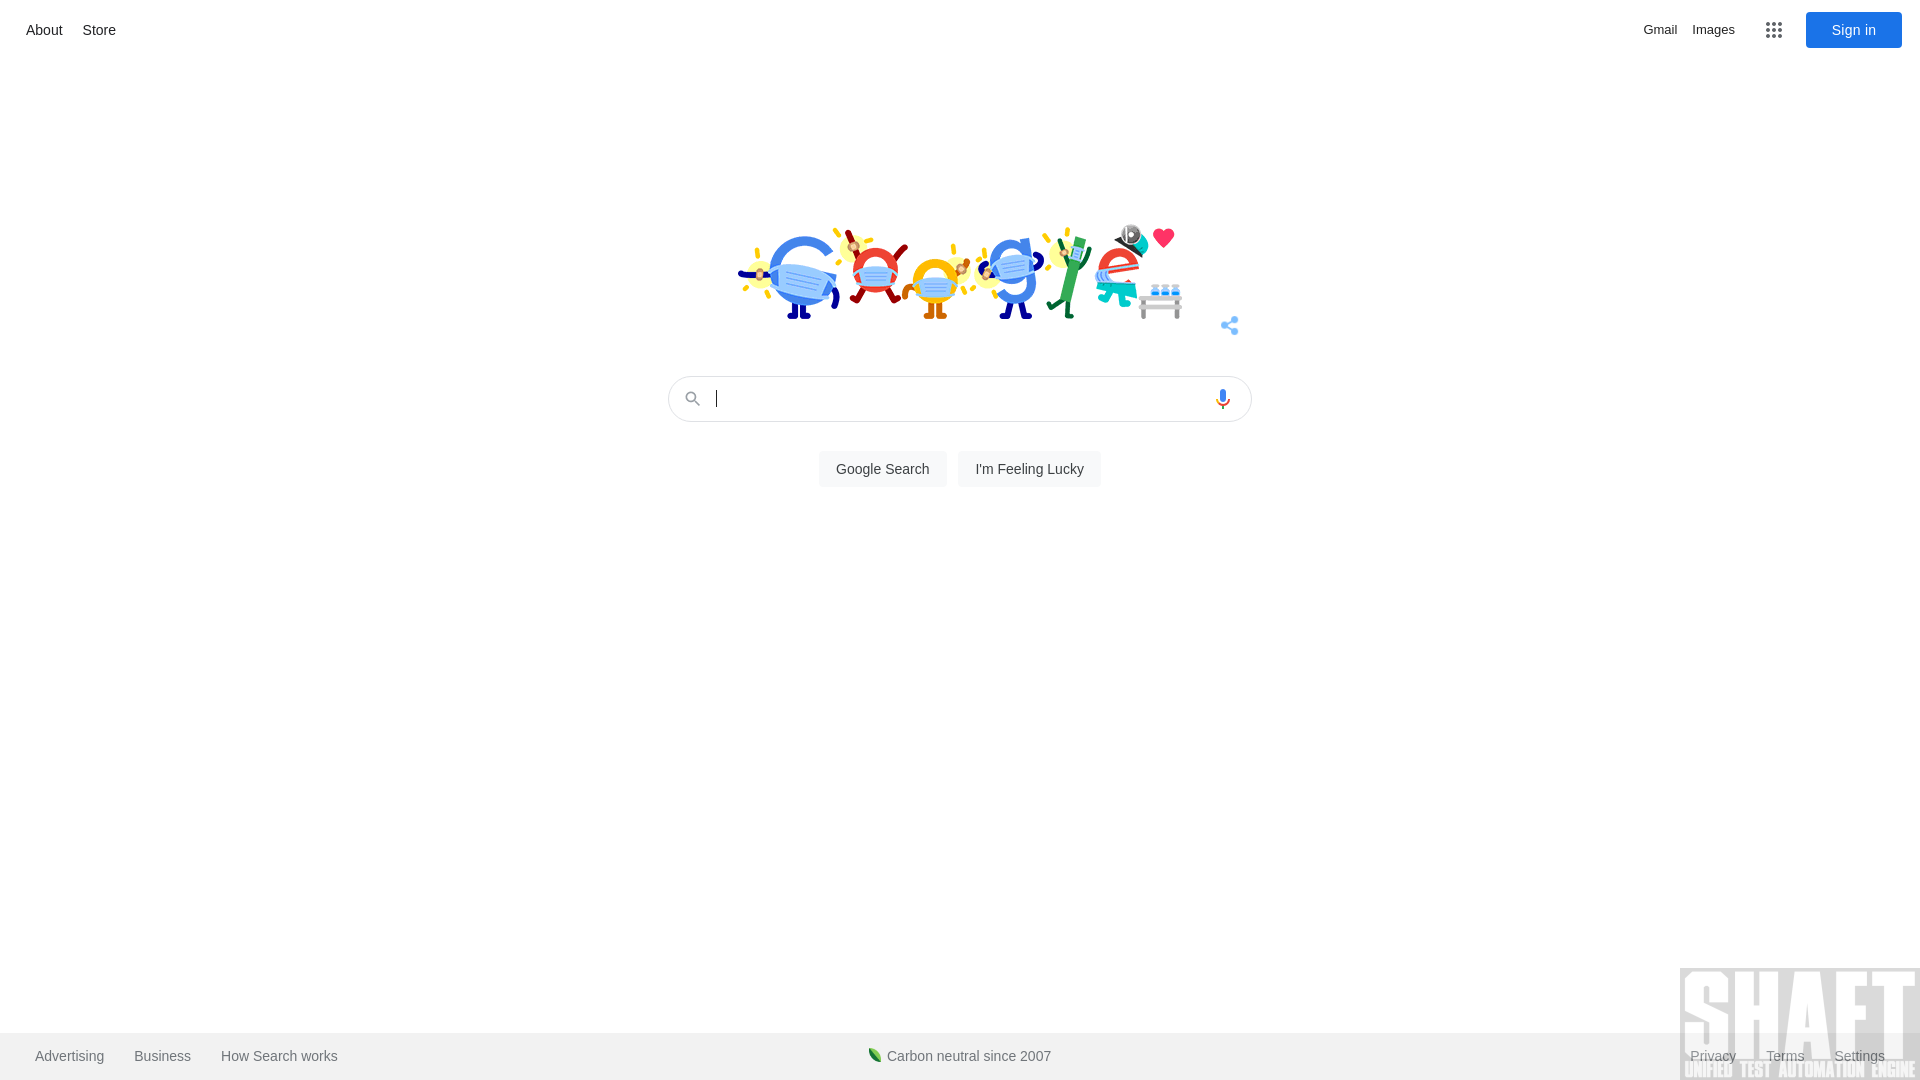 About Store
Gmail Images Sign in
Google
Google Search I'm Feeling Lucky
Advertising Business How Search works
Carbon neutral since 2007
Privacy Terms Settings
SHAFT
UNIFIED TEST AUTOMATION ENGINE